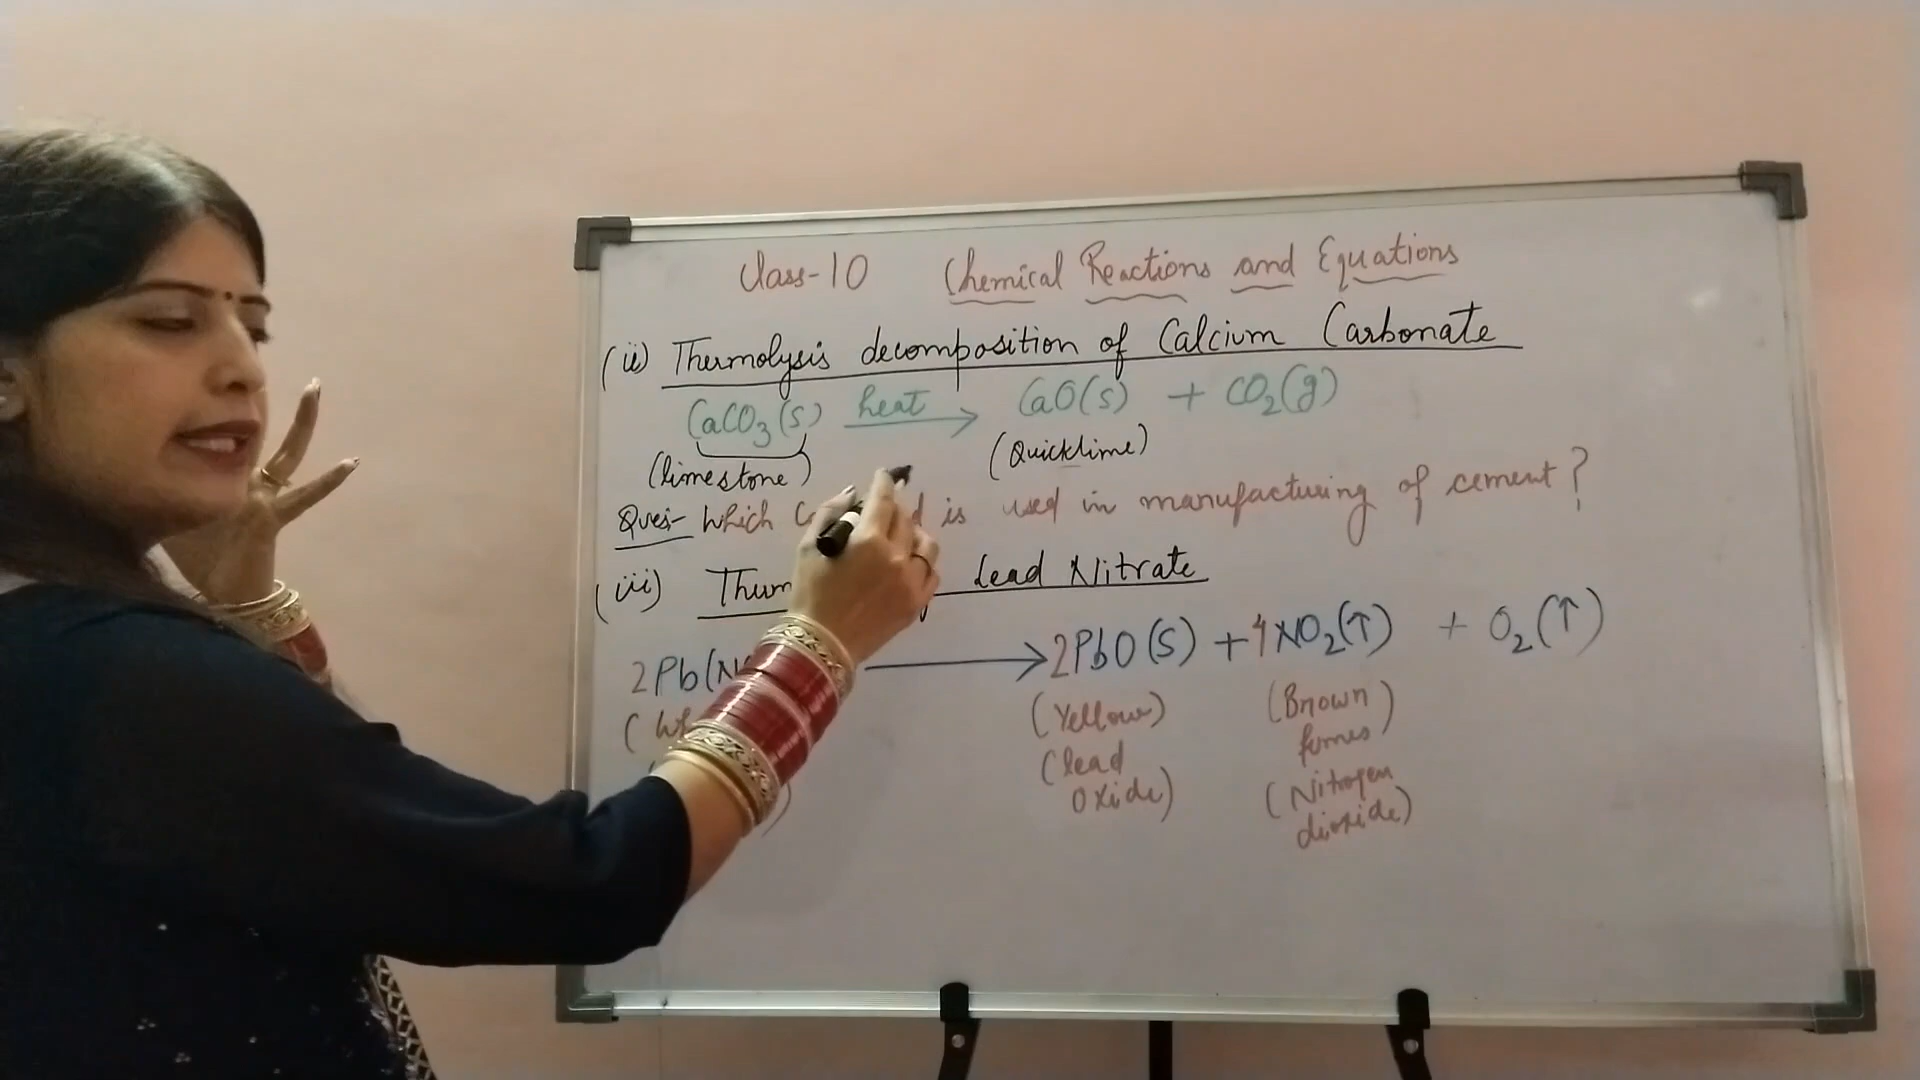 Class-10 Chemical Reactions and Equations
(ii) Thermolysis decomposition of Calcium Carbonate
CaCO3(s) heat → CaO(s) + CO2(g)
(limestone) (Quicklime)
Ques- Which is used in manufacturing of cement?
(iii) Lead Nitrate
2Pb( → 2PbO(s) + 4NO2(↑) + O2(↑)
(Yellow) (Brown fumes)
(lead oxide) (Nitrogen dioxide)